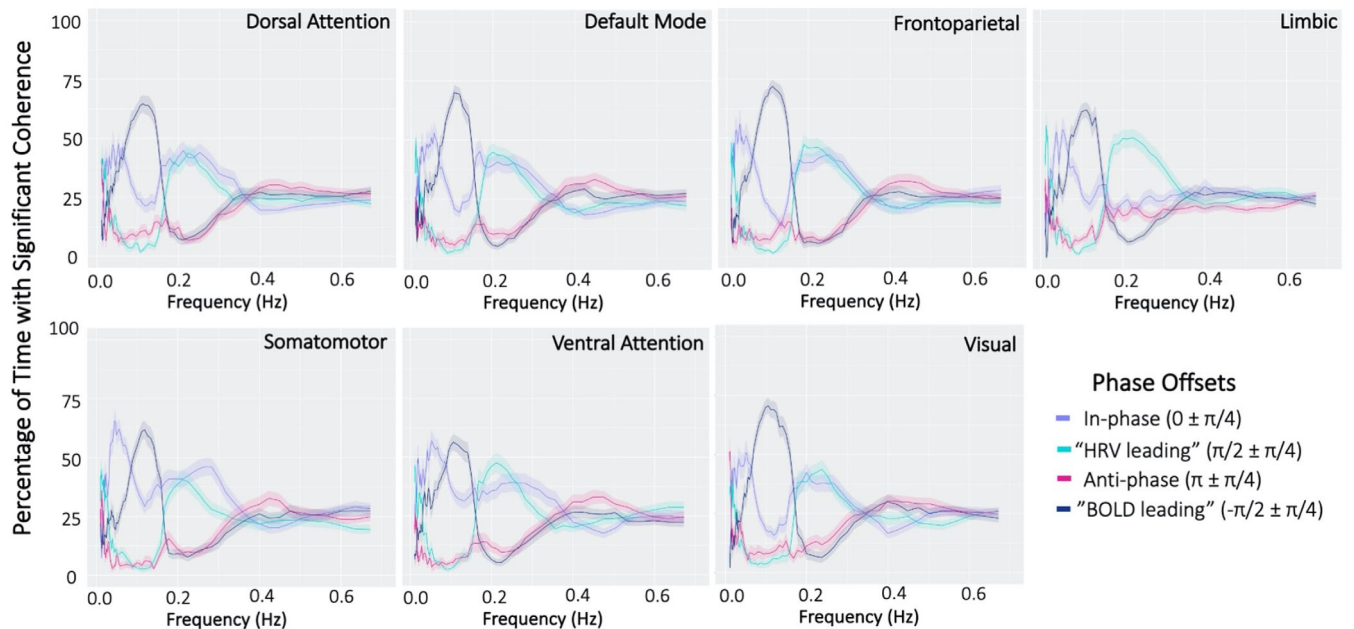 Percentage of Time with Significant Coherence
Dorsal Attention
100
75
50
25
0
0.0 0.2 0.4 0.6
Frequency (Hz)
Default Mode
0.0 0.2 0.4 0.6
Frequency (Hz)
Frontoparietal
0.0 0.2 0.4 0.6
Frequency (Hz)
Limbic
0.0 0.2 0.4 0.6
Frequency (Hz)
Somatomotor
100
75
50
25
0
0.0 0.2 0.4 0.6
Frequency (Hz)
Ventral Attention
0.0 0.2 0.4 0.6
Frequency (Hz)
Visual
0.0 0.2 0.4 0.6
Frequency (Hz)
Phase Offsets
In-phase (0 ± π/4)
“HRV leading” (π/2 ± π/4)
Anti-phase (π ± π/4)
”BOLD leading” (-π/2 ± π/4)